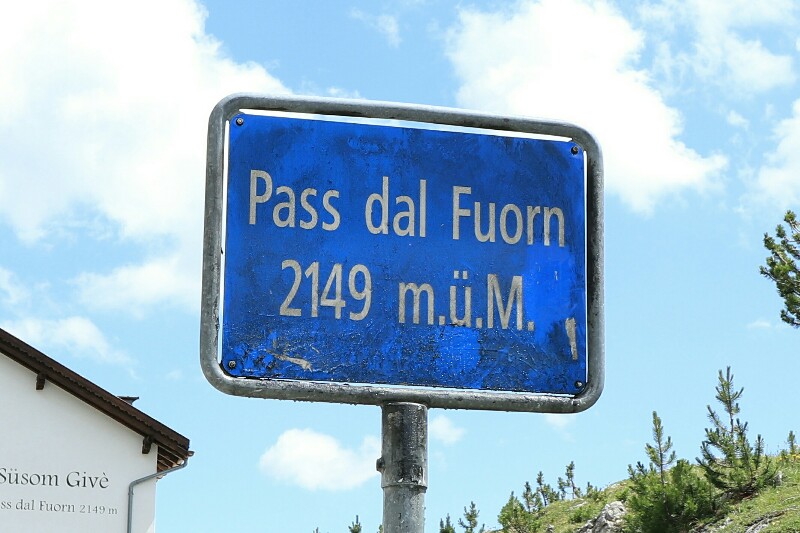 Pass dal Fuorn
2149 m.ü.M.
Süsom Givè
ss dal Fuorn 2149 m